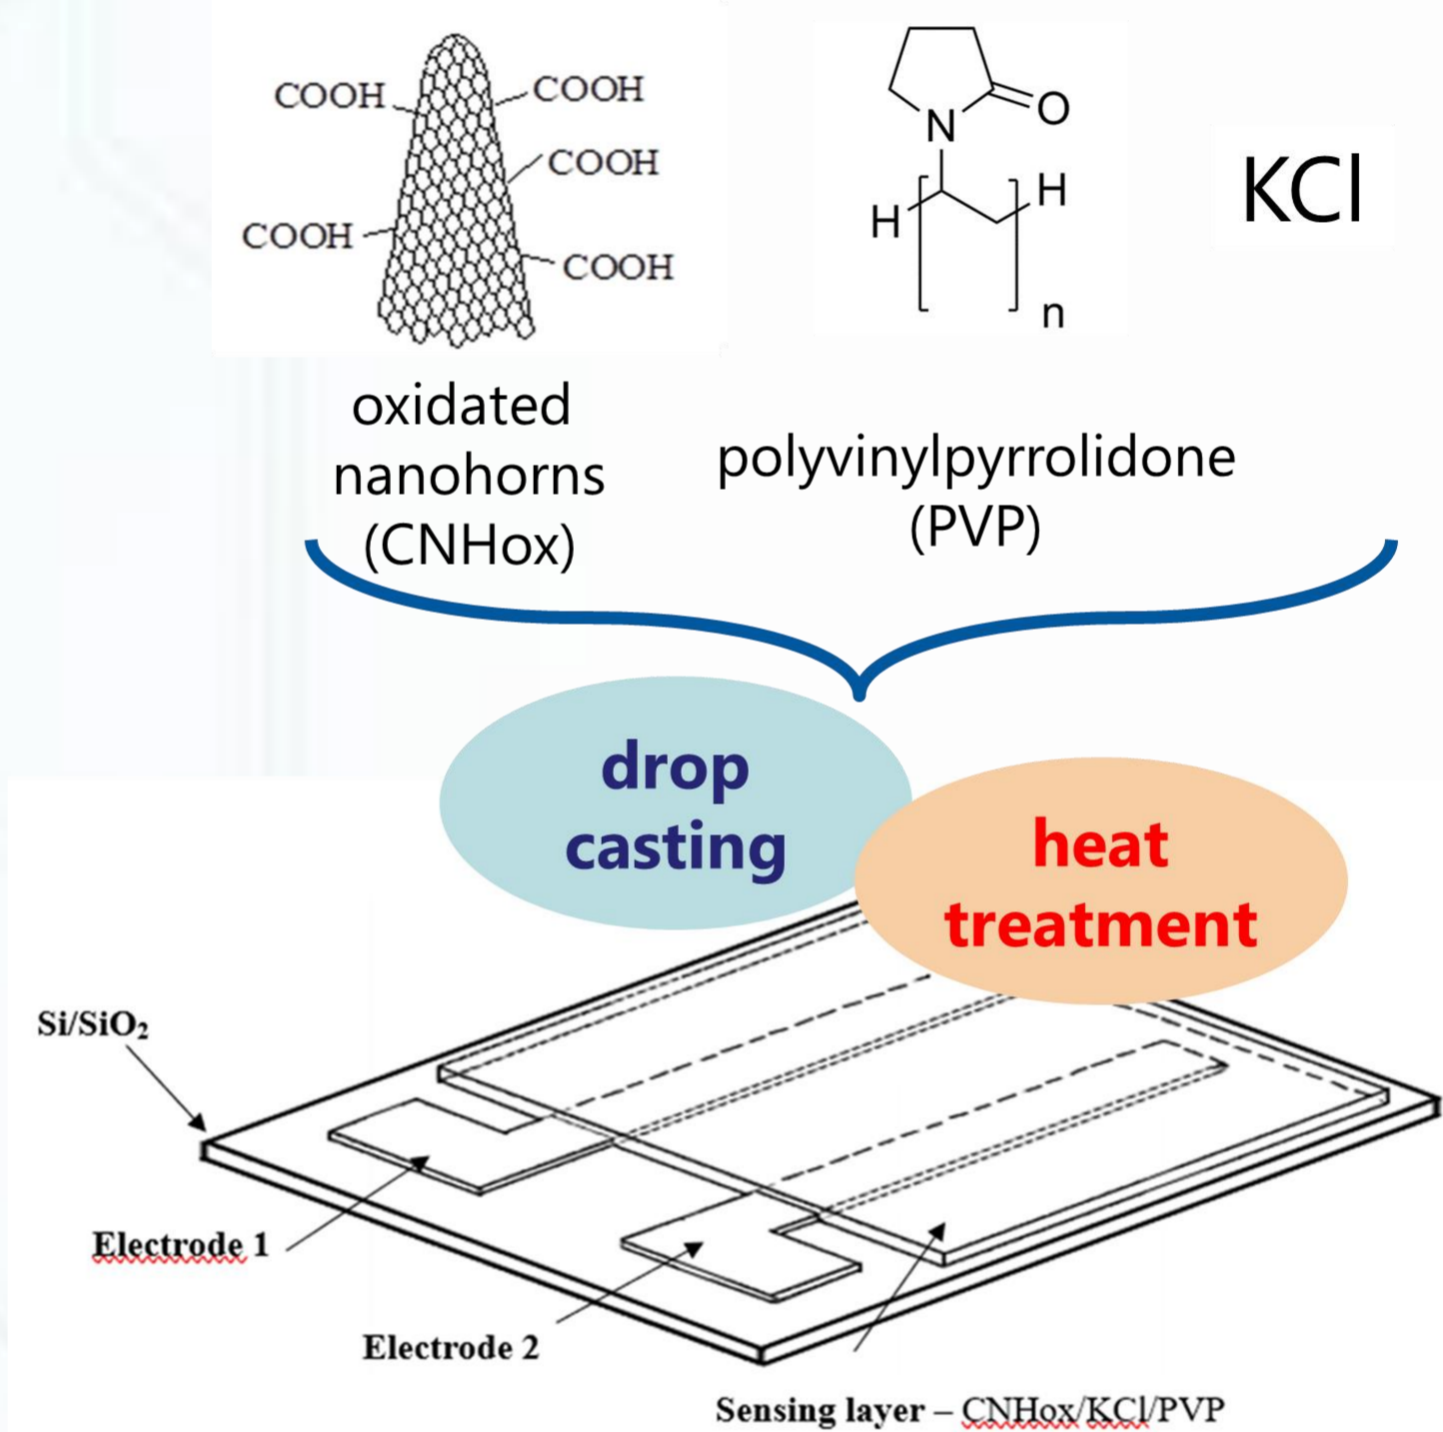 COOH
COOH
COOH
COOH
COOH
N
O
H
H
n
KCl
oxidated
nanohorns
(CNHox)
polyvinylpyrrolidone
(PVP)
drop
casting
heat
treatment
Si/SiO₂
Electrode 1
Electrode 2
Sensing layer – CNHox/KCl/PVP